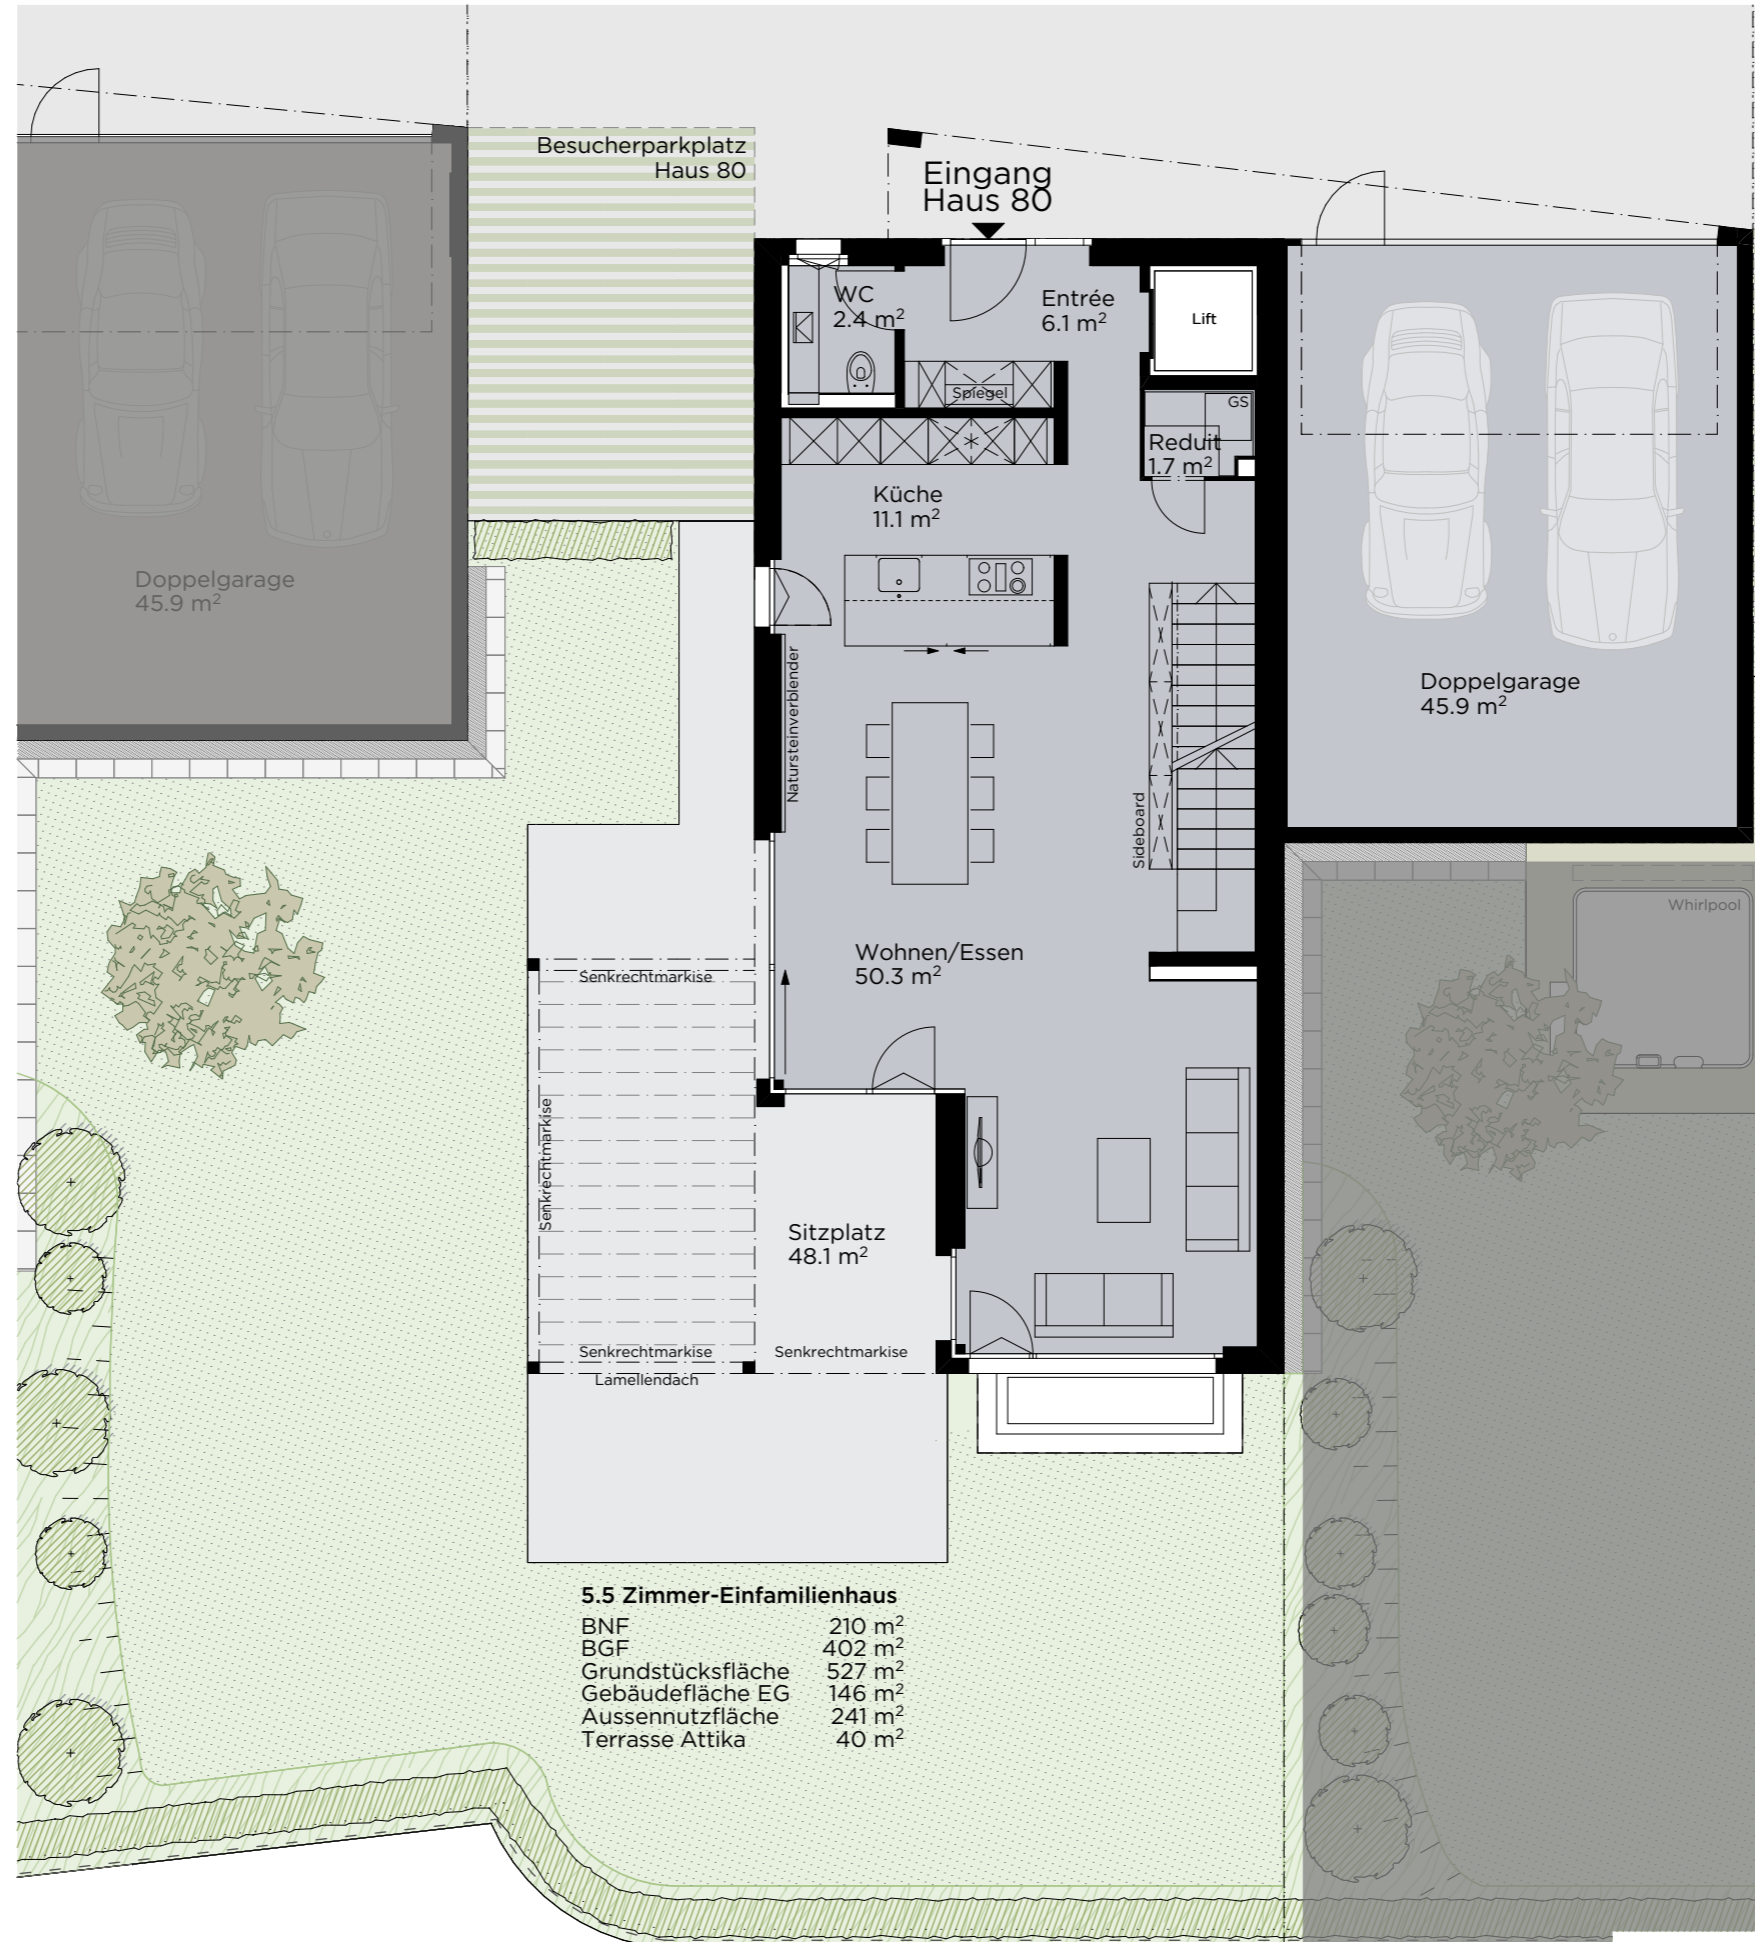 Besucherparkplatz
Haus 80
Eingang
Haus 80
WC
2.4 m²
Entrée
6.1 m²
Lift
Spiegel
GS
Reduit
1.7 m²
Küche
11.1 m²
Doppelgarage
45.9 m²
Natursteinverblender
Doppelgarage
45.9 m²
Sideboard
Whirlpool
Wohnen/Essen
50.3 m²
Senkrechtmarkise
Senkrechtmarkise
Sitzplatz
48.1 m²
Senkrechtmarkise
Senkrechtmarkise
Lamellendach
5.5 Zimmer-Einfamilienhaus
BNF 210 m²
BGF 402 m²
Grundstücksfläche 527 m²
Gebäudefläche EG 146 m²
Aussennutzfläche 241 m²
Terrasse Attika 40 m²